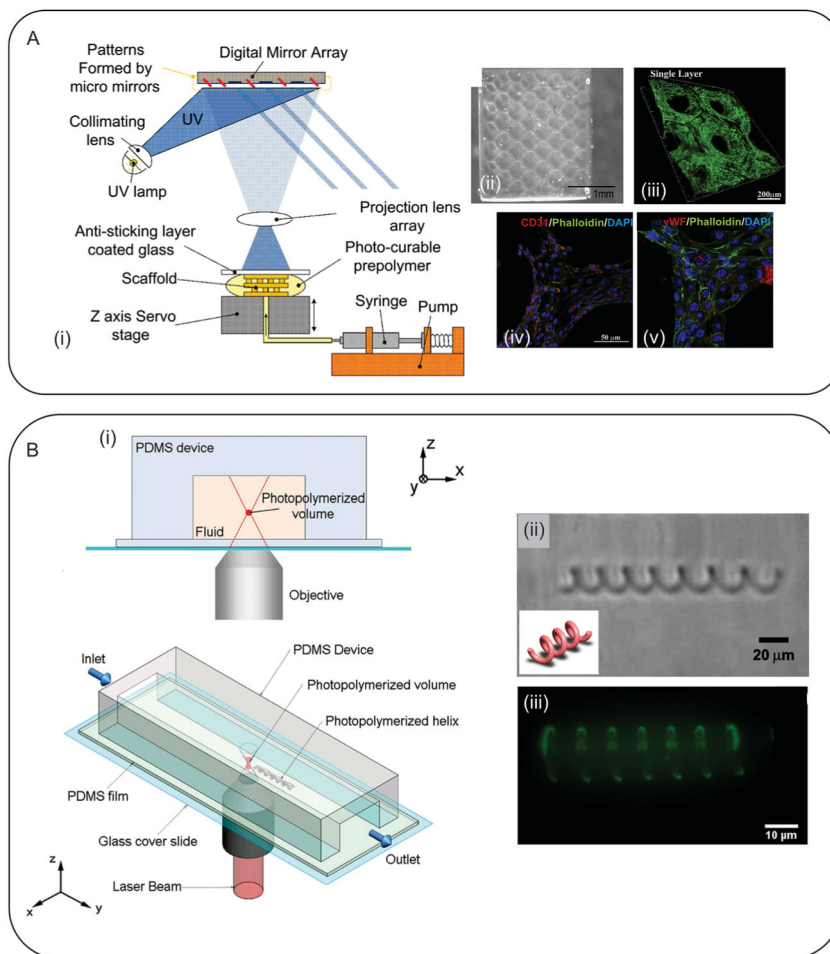 A
Patterns
Formed by
micro mirrors
Digital Mirror Array
Collimating
lens
UV
UV lamp
Projection lens
array
Anti-sticking layer
coated glass
Photo-curable
prepolymer
Scaffold
Z axis Servo
stage
Syringe
Pump
(i)
(ii)
1mm
Single Layer
(iii)
200μm
CD31/Phalloidin/DAPI
(iv)
50 μm
vWF/Phalloidin/DAPI
(v)
B
(i)
PDMS device
Photopolymerized
volume
Fluid
Objective
z
x
y
Inlet
PDMS Device
Photopolymerized volume
Photopolymerized helix
PDMS film
Glass cover slide
Outlet
Laser Beam
z
x
y
(ii)
20 μm
(iii)
10 μm